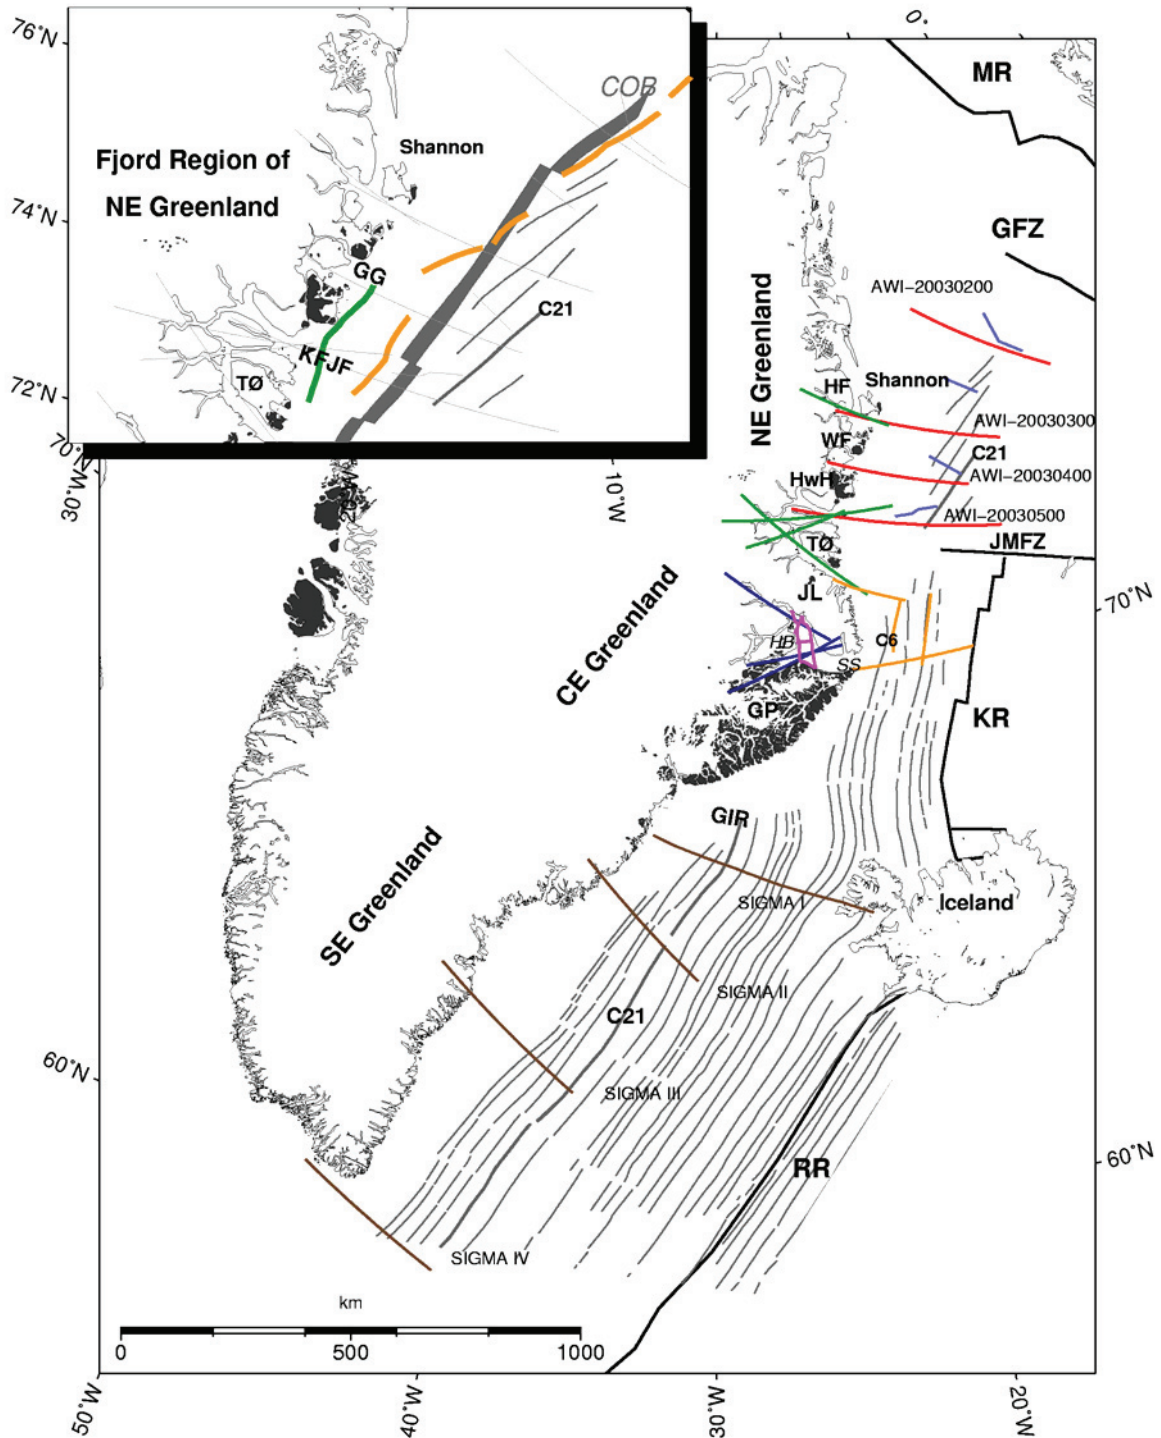 76°N
0°
COB
MR
Fjord Region of
NE Greenland
Shannon
74°N
GFZ
GG
AWI-20030200
C21
NE Greenland
KFJF
TØ
72°N
HF
Shannon
AWI-20030300
70°N
WF
C21
30°W
20°W
10°W
HwH
AWI-20030400
AWI-20030500
TØ
JMFZ
JL
70°N
CE Greenland
HB
C6
SS
GP
KR
GIR
SE Greenland
SIGMA I
Iceland
SIGMA II
C21
60°N
SIGMA III
RR
60°N
SIGMA IV
km
0
500
1000
50°W
40°W
30°W
20°W